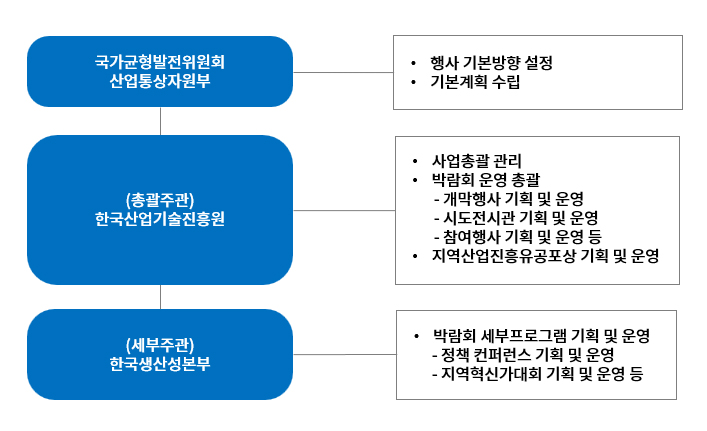 국가균형발전위원회
산업통상자원부
• 행사 기본방향 설정
• 기본계획 수립
(총괄주관)
한국산업기술진흥원
• 사업총괄 관리
• 박람회 운영 총괄
- 개막행사 기획 및 운영
- 시도전시관 기획 및 운영
- 참여행사 기획 및 운영 등
• 지역산업진흥유공포상 기획 및 운영
(세부주관)
한국생산성본부
• 박람회 세부프로그램 기획 및 운영
- 정책 컨퍼런스 기획 및 운영
- 지역혁신가대회 기획 및 운영 등